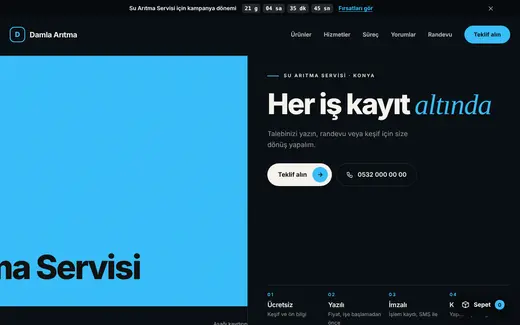 Su Arıtma Servisi için kampanya dönemi 21 g 04 sa 35 dk 45 sn Fırsatları gör
D Damla Arıtma Ürünler Hizmetler Süreç Yorumlar Randevu Teklif alın
SU ARITMA SERVİSİ · KONYA
Her iş kayıt altında
Talebinizi yazın, randevu veya keşif için size
dönüş yapalım.
Teklif alın 0532 000 00 00
ma Servisi
01 02 03 04
Ücretsiz Yazılı İmzalı K Sepet 0
Keşif ve ön bilgi Fiyat, işe başlamadan İşlem kaydı, SMS ile
önce